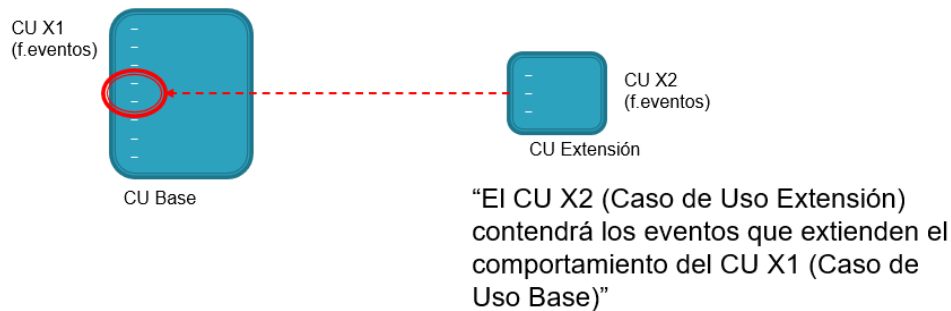 CU X1
(f.eventos)
CU Base
CU X2
(f.eventos)
CU Extensión
“El CU X2 (Caso de Uso Extensión)
contendrá los eventos que extienden el
comportamiento del CU X1 (Caso de
Uso Base)”